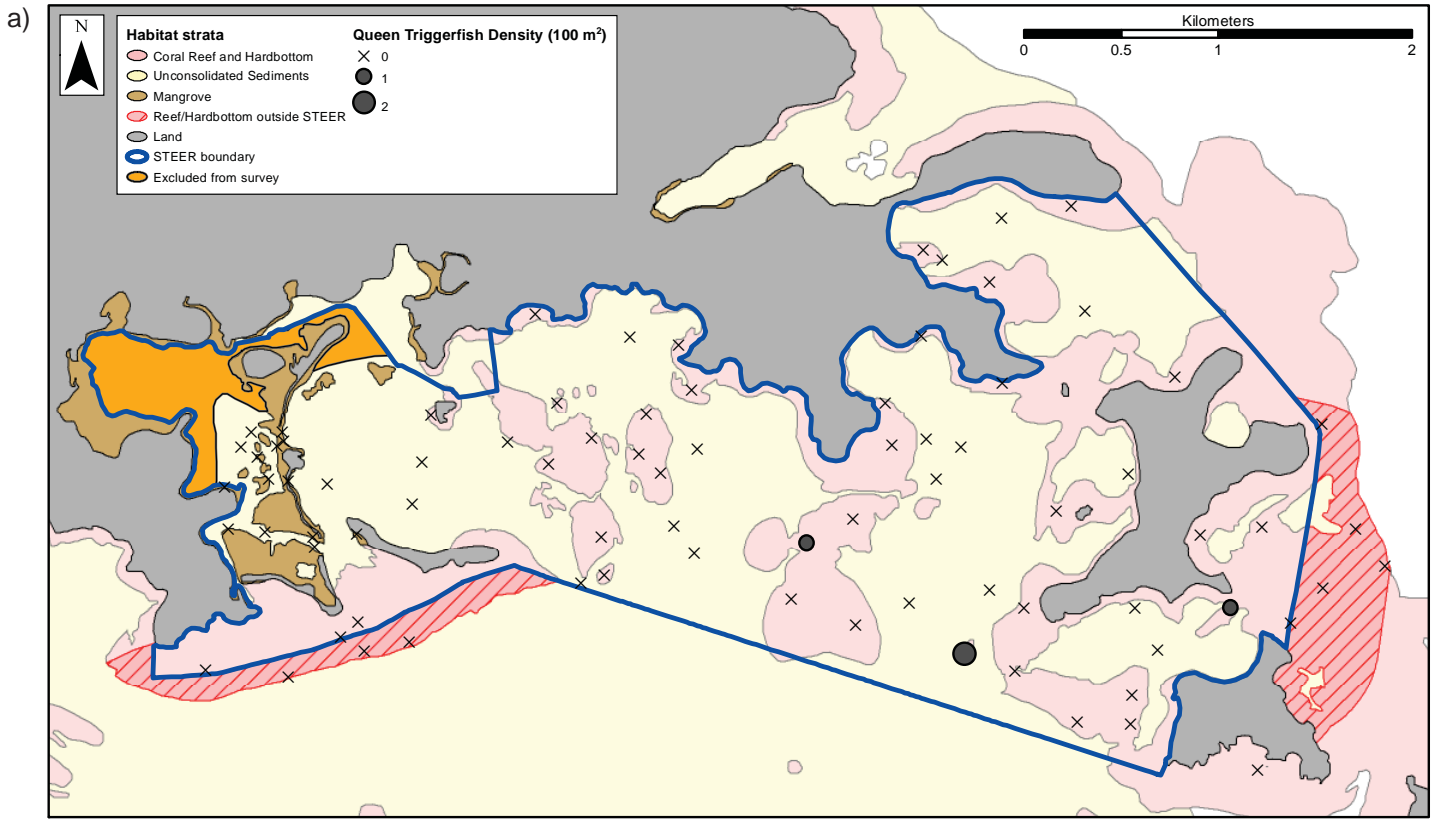 a)
N
Habitat strata
Coral Reef and Hardbottom
Unconsolidated Sediments
Mangrove
Reef/Hardbottom outside STEER
Land
STEER boundary
Excluded from survey
Queen Triggerfish Density (100 m²)
0
1
2
Kilometers
0 0.5 1 2